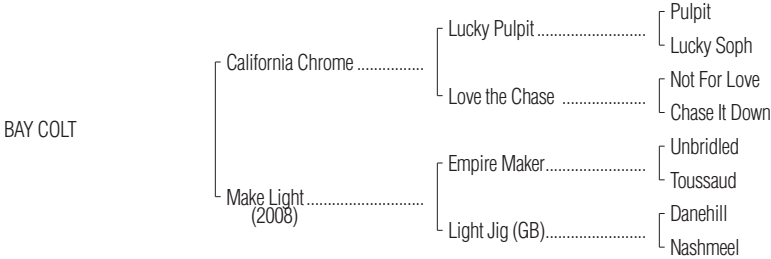 Pulpit
Lucky Pulpit ..........................
Lucky Soph
California Chrome ................
Not For Love
Love the Chase ....................
Chase It Down
BAY COLT
Unbridled
Empire Maker........................
Toussaud
Make Light ............................
(2008)
Danehill
Light Jig (GB)........................
Nashmeel